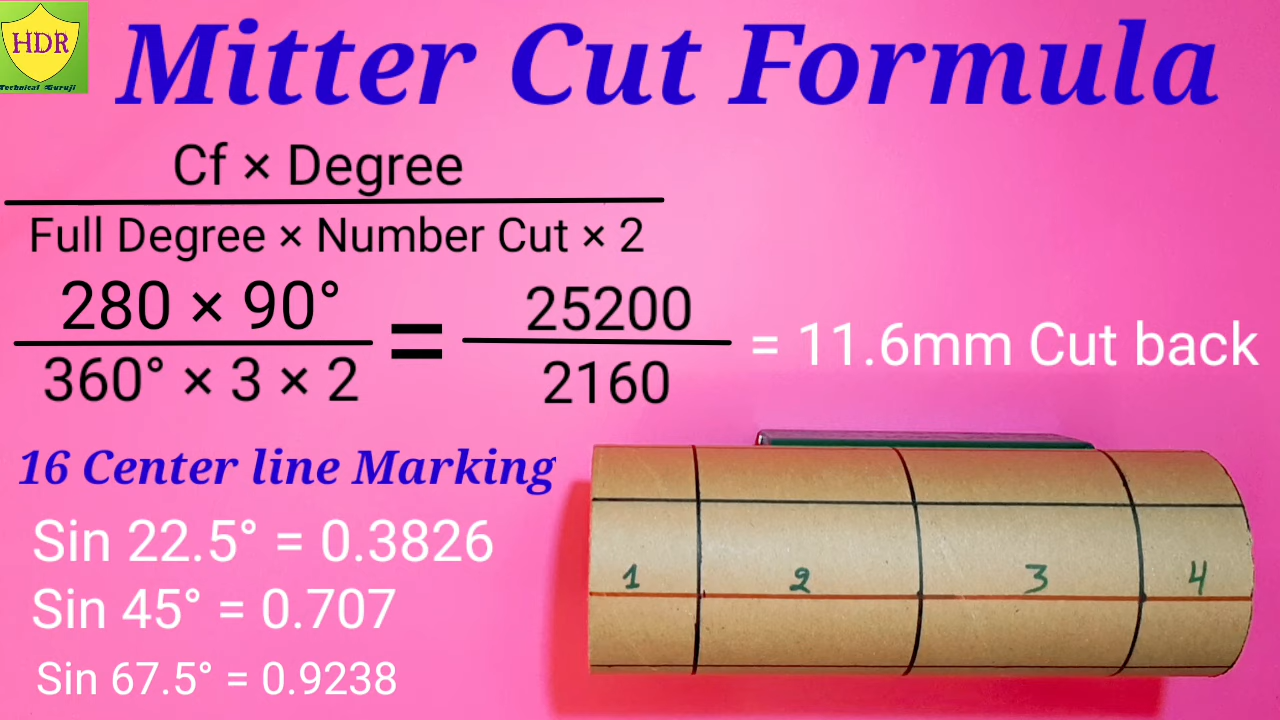 HDR
Technical Guruji
Mitter Cut Formula
Cf × Degree
Full Degree × Number Cut × 2
280 × 90°
360° × 3 × 2
=
25200
2160
= 11.6mm Cut back
16 Center line Marking
Sin 22.5° = 0.3826
Sin 45° = 0.707
Sin 67.5° = 0.9238
1 2 3 4